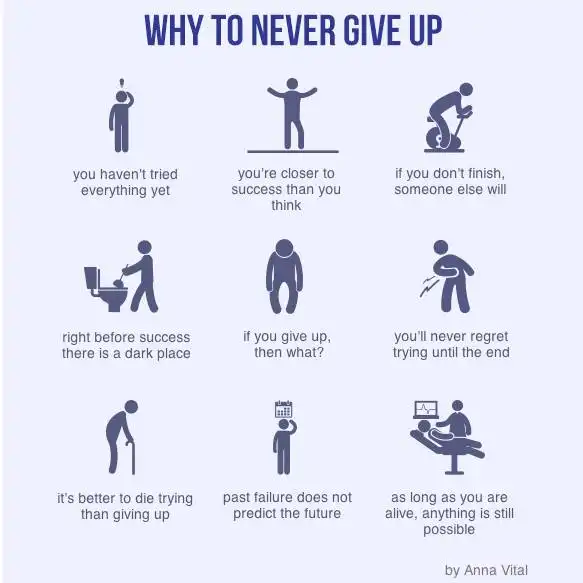 WHY TO NEVER GIVE UP
you haven't tried
everything yet
you're closer to
success than you
think
if you don't finish,
someone else will
right before success
there is a dark place
if you give up,
then what?
you'll never regret
trying until the end
it's better to die trying
than giving up
past failure does not
predict the future
as long as you are
alive, anything is still
possible
by Anna Vital